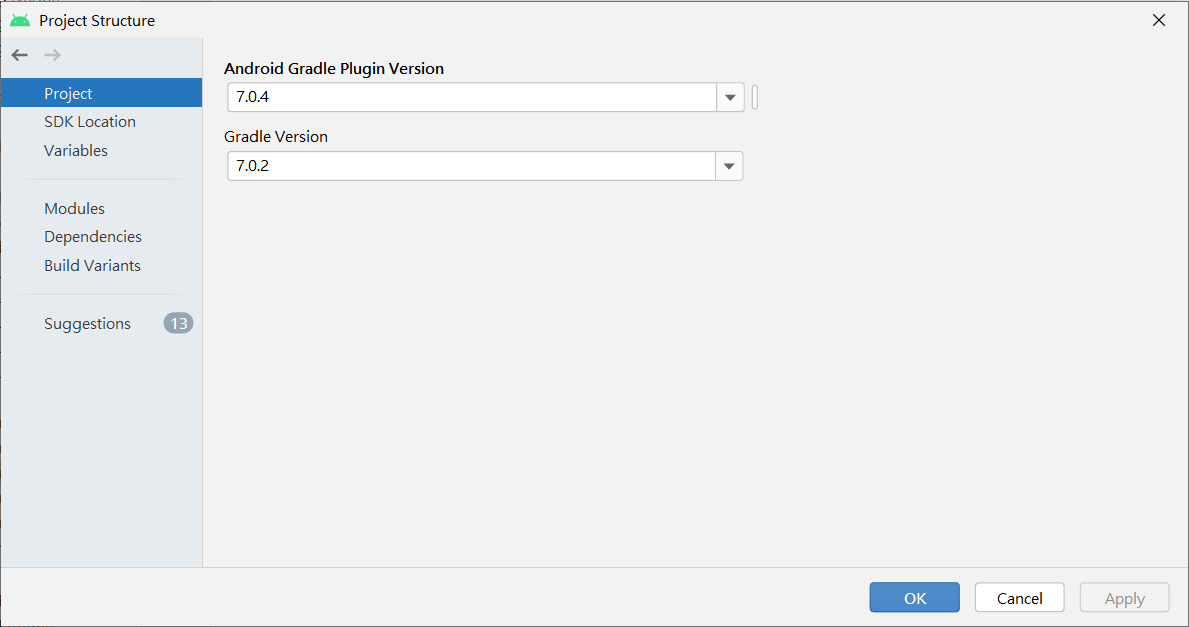 Project Structure
Project
SDK Location
Variables
Modules
Dependencies
Build Variants
Suggestions 13
Android Gradle Plugin Version
7.0.4
Gradle Version
7.0.2
OK Cancel Apply